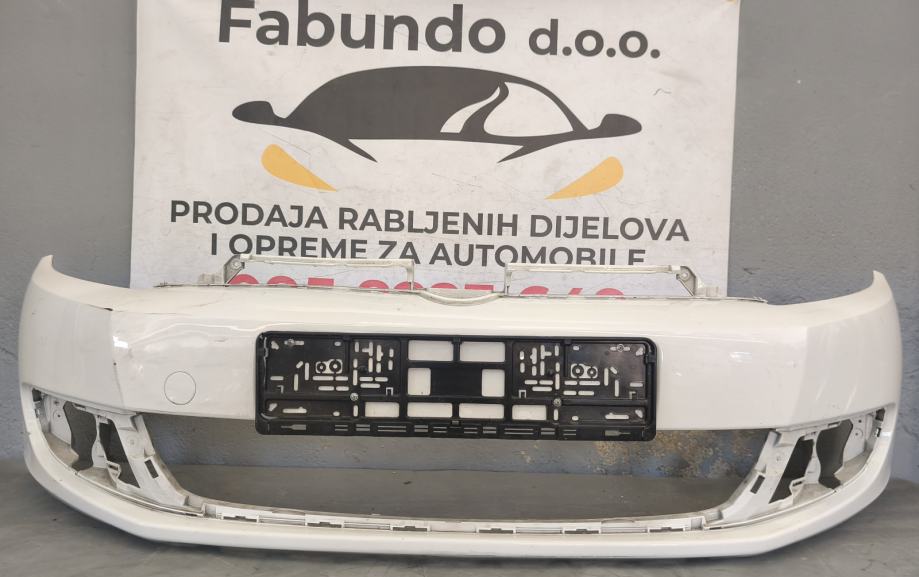 Fabundo d.o.o.
PRODAJA RABLJENIH DIJELOVA
I OPREME ZA AUTOMOBILE